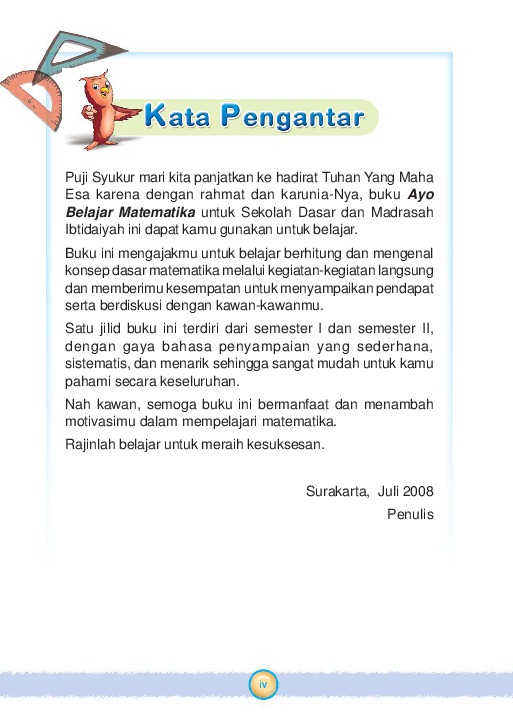 Kata Pengantar
Puji Syukur mari kita panjatkan ke hadirat Tuhan Yang Maha
Esa karena dengan rahmat dan karunia-Nya, buku Ayo
Belajar Matematika untuk Sekolah Dasar dan Madrasah
Ibtidaiyah ini dapat kamu gunakan untuk belajar.
Buku ini mengajakmu untuk belajar berhitung dan mengenal
konsep dasar matematika melalui kegiatan-kegiatan langsung
dan memberimu kesempatan untuk menyampaikan pendapat
serta berdiskusi dengan kawan-kawanmu.
Satu jilid buku ini terdiri dari semester I dan semester II,
dengan gaya bahasa penyampaian yang sederhana,
sistematis, dan menarik sehingga sangat mudah untuk kamu
pahami secara keseluruhan.
Nah kawan, semoga buku ini bermanfaat dan menambah
motivasimu dalam mempelajari matematika.
Rajinlah belajar untuk meraih kesuksesan.
Surakarta, Juli 2008
Penulis
iv